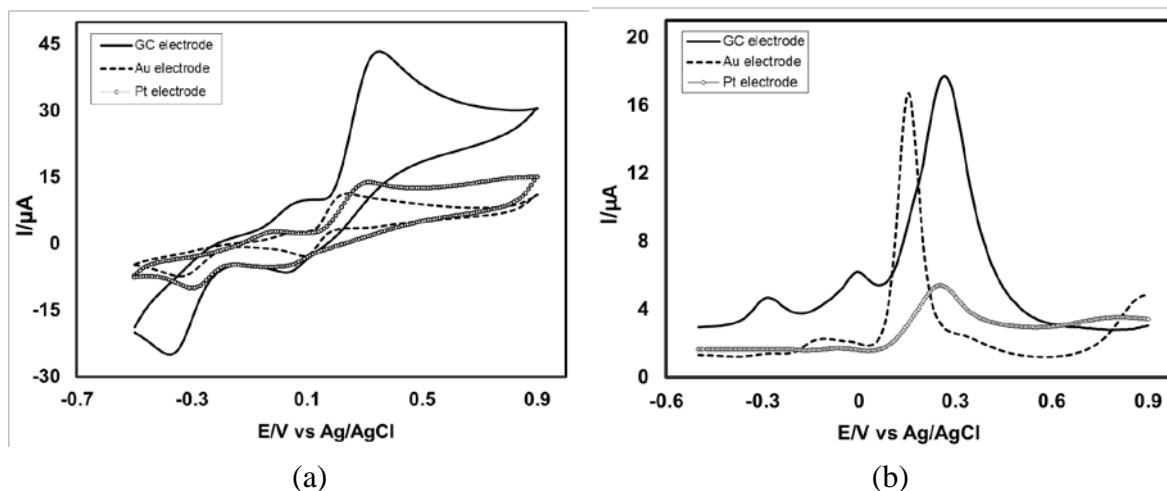 45
30
15
0
-15
-30
I/µA
GC electrode
Au electrode
Pt electrode
-0.7
-0.3
0.1
0.5
0.9
E/V vs Ag/AgCl
(a)
20
16
12
8
4
0
I/µA
GC electrode
Au electrode
Pt electrode
-0.6
-0.3
0
0.3
0.6
0.9
E/V vs Ag/AgCl
(b)